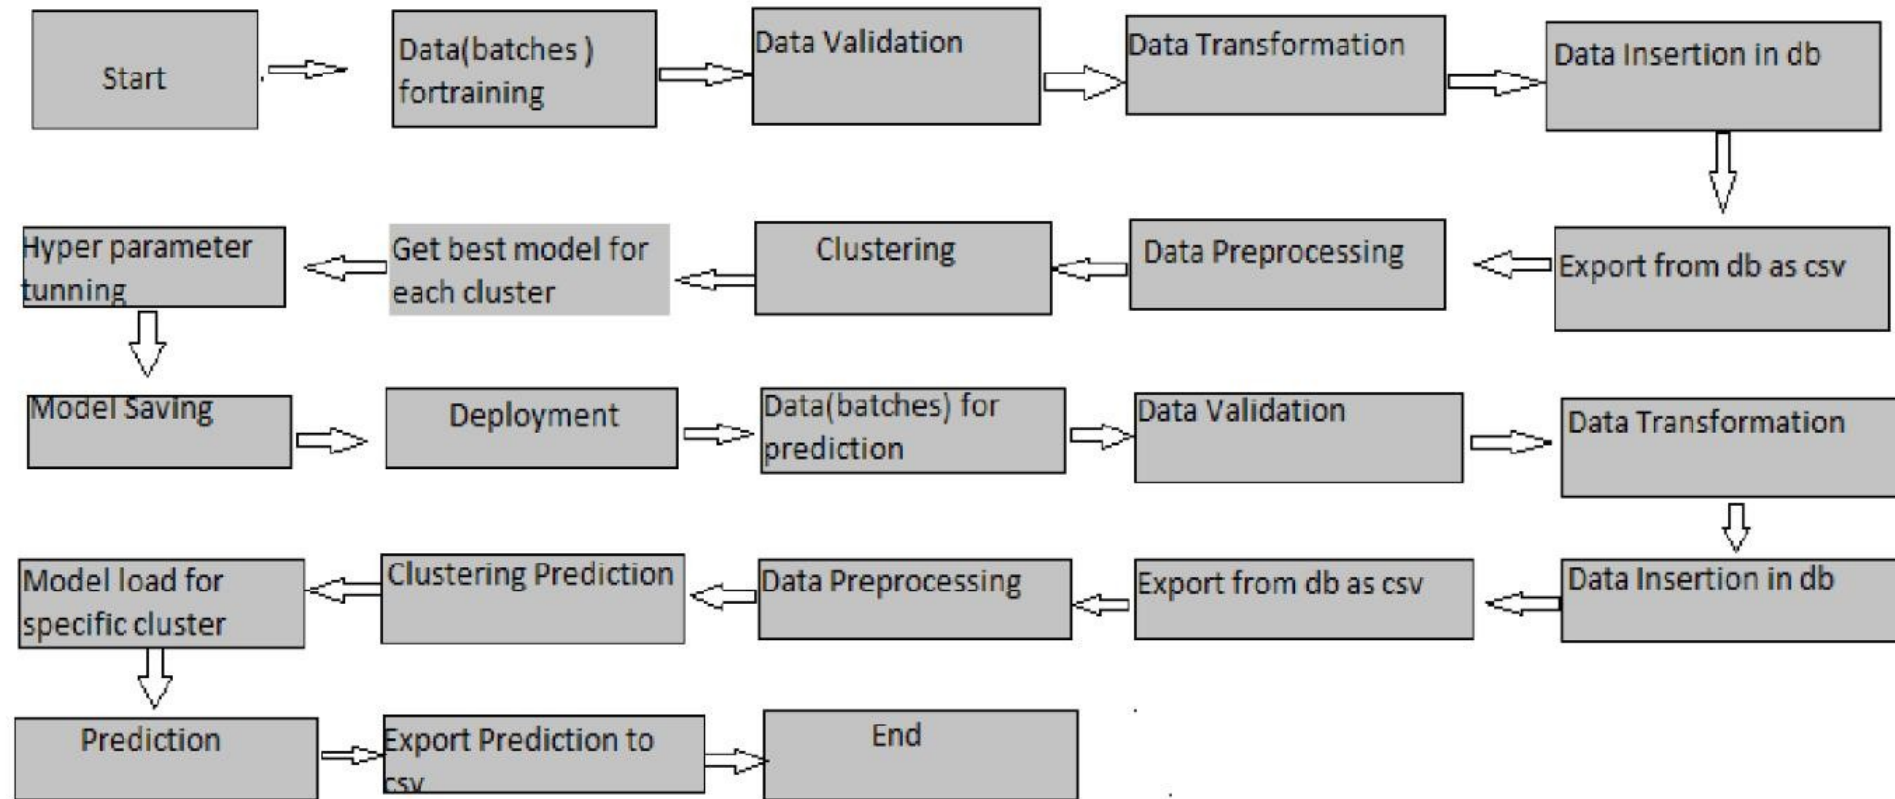 Start
Data(batches )
fortraining
Data Validation
Data Transformation
Data Insertion in db
Export from db as csv
Data Preprocessing
Clustering
Get best model for
each cluster
Hyper parameter
tunning
Model Saving
Deployment
Data(batches) for
prediction
Data Validation
Data Transformation
Data Insertion in db
Export from db as csv
Data Preprocessing
Clustering Prediction
Model load for
specific cluster
Prediction
Export Prediction to
csv
End